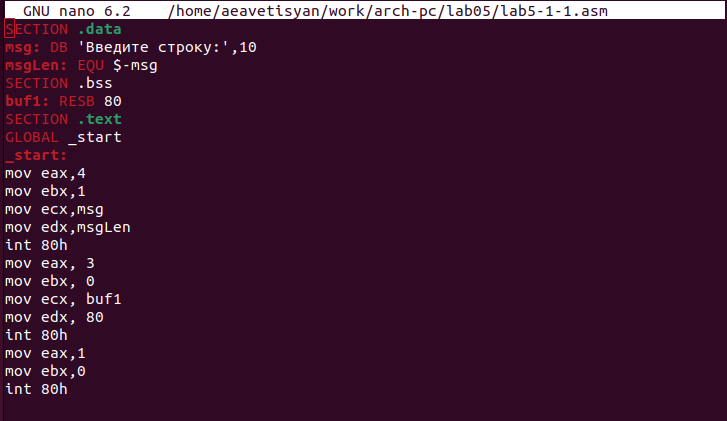 GNU nano 6.2 /home/aeavetisyan/work/arch-pc/lab05/lab5-1-1.asm
SECTION .data
msg: DB 'Введите строку:',10
msgLen: EQU $-msg
SECTION .bss
buf1: RESB 80
SECTION .text
GLOBAL _start
_start:
mov eax,4
mov ebx,1
mov ecx,msg
mov edx,msgLen
int 80h
mov eax, 3
mov ebx, 0
mov ecx, buf1
mov edx, 80
int 80h
mov eax,1
mov ebx,0
int 80h